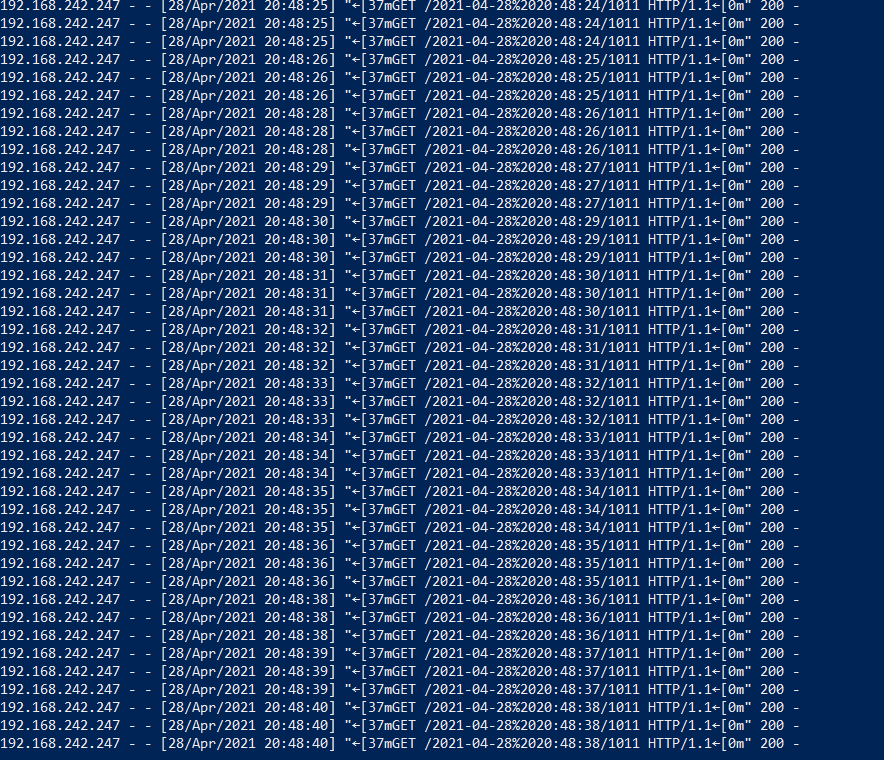 192.168.242.247 - - [28/Apr/2021 20:48:25] "←[37mGET /2021-04-28%2020:48:24/1011 HTTP/1.1←[0m" 200 -
192.168.242.247 - - [28/Apr/2021 20:48:25] "←[37mGET /2021-04-28%2020:48:24/1011 HTTP/1.1←[0m" 200 -
192.168.242.247 - - [28/Apr/2021 20:48:25] "←[37mGET /2021-04-28%2020:48:24/1011 HTTP/1.1←[0m" 200 -
192.168.242.247 - - [28/Apr/2021 20:48:26] "←[37mGET /2021-04-28%2020:48:25/1011 HTTP/1.1←[0m" 200 -
192.168.242.247 - - [28/Apr/2021 20:48:26] "←[37mGET /2021-04-28%2020:48:25/1011 HTTP/1.1←[0m" 200 -
192.168.242.247 - - [28/Apr/2021 20:48:26] "←[37mGET /2021-04-28%2020:48:25/1011 HTTP/1.1←[0m" 200 -
192.168.242.247 - - [28/Apr/2021 20:48:28] "←[37mGET /2021-04-28%2020:48:26/1011 HTTP/1.1←[0m" 200 -
192.168.242.247 - - [28/Apr/2021 20:48:28] "←[37mGET /2021-04-28%2020:48:26/1011 HTTP/1.1←[0m" 200 -
192.168.242.247 - - [28/Apr/2021 20:48:28] "←[37mGET /2021-04-28%2020:48:26/1011 HTTP/1.1←[0m" 200 -
192.168.242.247 - - [28/Apr/2021 20:48:29] "←[37mGET /2021-04-28%2020:48:27/1011 HTTP/1.1←[0m" 200 -
192.168.242.247 - - [28/Apr/2021 20:48:29] "←[37mGET /2021-04-28%2020:48:27/1011 HTTP/1.1←[0m" 200 -
192.168.242.247 - - [28/Apr/2021 20:48:29] "←[37mGET /2021-04-28%2020:48:27/1011 HTTP/1.1←[0m" 200 -
192.168.242.247 - - [28/Apr/2021 20:48:30] "←[37mGET /2021-04-28%2020:48:29/1011 HTTP/1.1←[0m" 200 -
192.168.242.247 - - [28/Apr/2021 20:48:30] "←[37mGET /2021-04-28%2020:48:29/1011 HTTP/1.1←[0m" 200 -
192.168.242.247 - - [28/Apr/2021 20:48:30] "←[37mGET /2021-04-28%2020:48:29/1011 HTTP/1.1←[0m" 200 -
192.168.242.247 - - [28/Apr/2021 20:48:31] "←[37mGET /2021-04-28%2020:48:30/1011 HTTP/1.1←[0m" 200 -
192.168.242.247 - - [28/Apr/2021 20:48:31] "←[37mGET /2021-04-28%2020:48:30/1011 HTTP/1.1←[0m" 200 -
192.168.242.247 - - [28/Apr/2021 20:48:31] "←[37mGET /2021-04-28%2020:48:30/1011 HTTP/1.1←[0m" 200 -
192.168.242.247 - - [28/Apr/2021 20:48:32] "←[37mGET /2021-04-28%2020:48:31/1011 HTTP/1.1←[0m" 200 -
192.168.242.247 - - [28/Apr/2021 20:48:32] "←[37mGET /2021-04-28%2020:48:31/1011 HTTP/1.1←[0m" 200 -
192.168.242.247 - - [28/Apr/2021 20:48:32] "←[37mGET /2021-04-28%2020:48:31/1011 HTTP/1.1←[0m" 200 -
192.168.242.247 - - [28/Apr/2021 20:48:33] "←[37mGET /2021-04-28%2020:48:32/1011 HTTP/1.1←[0m" 200 -
192.168.242.247 - - [28/Apr/2021 20:48:33] "←[37mGET /2021-04-28%2020:48:32/1011 HTTP/1.1←[0m" 200 -
192.168.242.247 - - [28/Apr/2021 20:48:33] "←[37mGET /2021-04-28%2020:48:32/1011 HTTP/1.1←[0m" 200 -
192.168.242.247 - - [28/Apr/2021 20:48:34] "←[37mGET /2021-04-28%2020:48:33/1011 HTTP/1.1←[0m" 200 -
192.168.242.247 - - [28/Apr/2021 20:48:34] "←[37mGET /2021-04-28%2020:48:33/1011 HTTP/1.1←[0m" 200 -
192.168.242.247 - - [28/Apr/2021 20:48:34] "←[37mGET /2021-04-28%2020:48:33/1011 HTTP/1.1←[0m" 200 -
192.168.242.247 - - [28/Apr/2021 20:48:35] "←[37mGET /2021-04-28%2020:48:34/1011 HTTP/1.1←[0m" 200 -
192.168.242.247 - - [28/Apr/2021 20:48:35] "←[37mGET /2021-04-28%2020:48:34/1011 HTTP/1.1←[0m" 200 -
192.168.242.247 - - [28/Apr/2021 20:48:35] "←[37mGET /2021-04-28%2020:48:34/1011 HTTP/1.1←[0m" 200 -
192.168.242.247 - - [28/Apr/2021 20:48:36] "←[37mGET /2021-04-28%2020:48:35/1011 HTTP/1.1←[0m" 200 -
192.168.242.247 - - [28/Apr/2021 20:48:36] "←[37mGET /2021-04-28%2020:48:35/1011 HTTP/1.1←[0m" 200 -
192.168.242.247 - - [28/Apr/2021 20:48:36] "←[37mGET /2021-04-28%2020:48:35/1011 HTTP/1.1←[0m" 200 -
192.168.242.247 - - [28/Apr/2021 20:48:38] "←[37mGET /2021-04-28%2020:48:36/1011 HTTP/1.1←[0m" 200 -
192.168.242.247 - - [28/Apr/2021 20:48:38] "←[37mGET /2021-04-28%2020:48:36/1011 HTTP/1.1←[0m" 200 -
192.168.242.247 - - [28/Apr/2021 20:48:38] "←[37mGET /2021-04-28%2020:48:36/1011 HTTP/1.1←[0m" 200 -
192.168.242.247 - - [28/Apr/2021 20:48:39] "←[37mGET /2021-04-28%2020:48:37/1011 HTTP/1.1←[0m" 200 -
192.168.242.247 - - [28/Apr/2021 20:48:39] "←[37mGET /2021-04-28%2020:48:37/1011 HTTP/1.1←[0m" 200 -
192.168.242.247 - - [28/Apr/2021 20:48:39] "←[37mGET /2021-04-28%2020:48:37/1011 HTTP/1.1←[0m" 200 -
192.168.242.247 - - [28/Apr/2021 20:48:40] "←[37mGET /2021-04-28%2020:48:38/1011 HTTP/1.1←[0m" 200 -
192.168.242.247 - - [28/Apr/2021 20:48:40] "←[37mGET /2021-04-28%2020:48:38/1011 HTTP/1.1←[0m" 200 -
192.168.242.247 - - [28/Apr/2021 20:48:40] "←[37mGET /2021-04-28%2020:48:38/1011 HTTP/1.1←[0m" 200 -